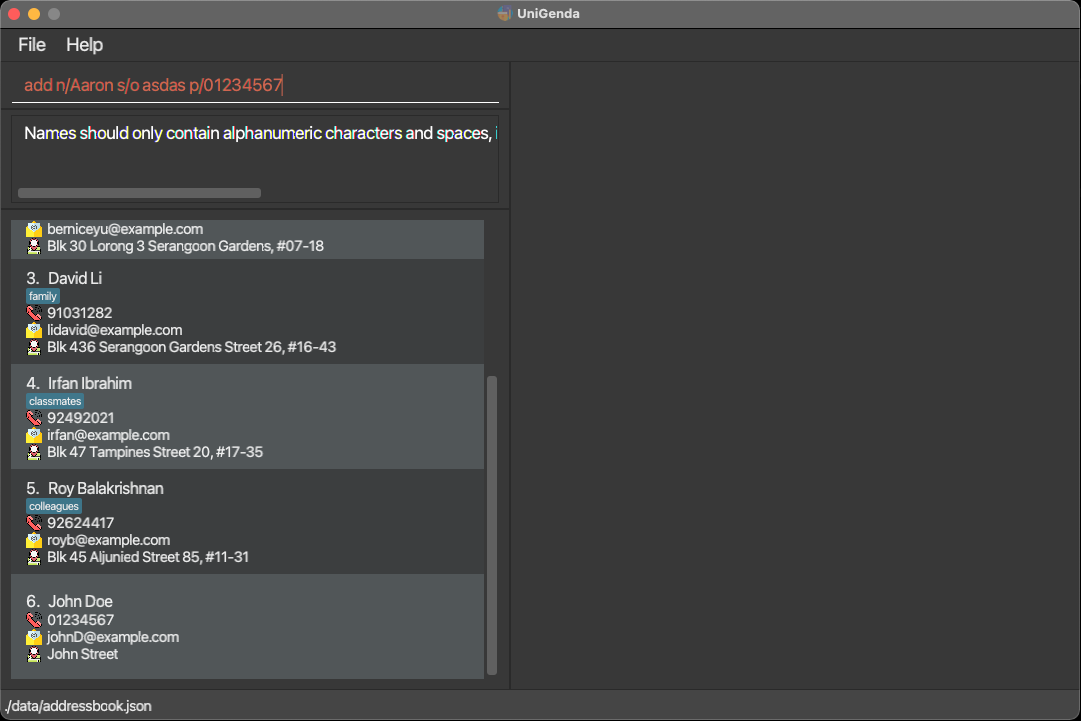 UniGenda
File Help
add n/Aaron s/o asdas p/01234567
Names should only contain alphanumeric characters and spaces,
berniceyu@example.com
Blk 30 Lorong 3 Serangoon Gardens, #07-18
3. David Li
family
91031282
lidavid@example.com
Blk 436 Serangoon Gardens Street 26, #16-43
4. Irfan Ibrahim
classmates
92492021
irfan@example.com
Blk 47 Tampines Street 20, #17-35
5. Roy Balakrishnan
colleagues
92624417
royb@example.com
Blk 45 Aljunied Street 85, #11-31
6. John Doe
01234567
johnD@example.com
John Street
./data/addressbook.json